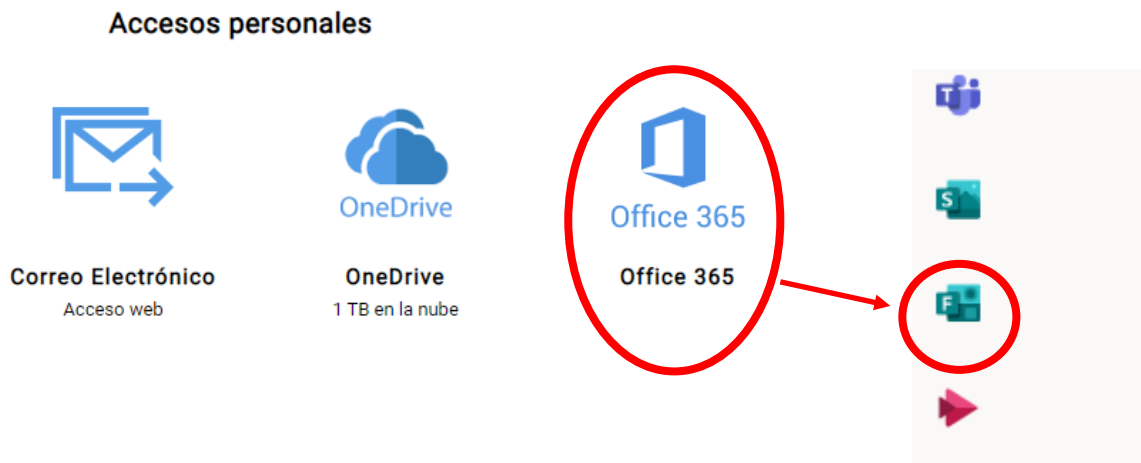 Accesos personales
OneDrive
Office 365
Correo Electrónico
Acceso web
OneDrive
1 TB en la nube
Office 365
T
S
F